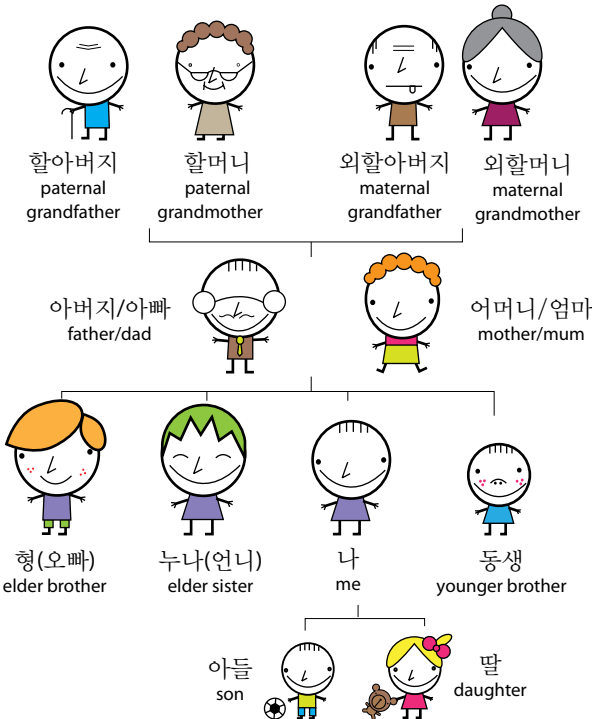 할아버지
paternal
grandfather
할머니
paternal
grandmother
외할아버지
maternal
grandfather
외할머니
maternal
grandmother
아버지/아빠
father/dad
어머니/엄마
mother/mum
형(오빠)
elder brother
누나(언니)
elder sister
나
me
동생
younger brother
아들
son
딸
daughter